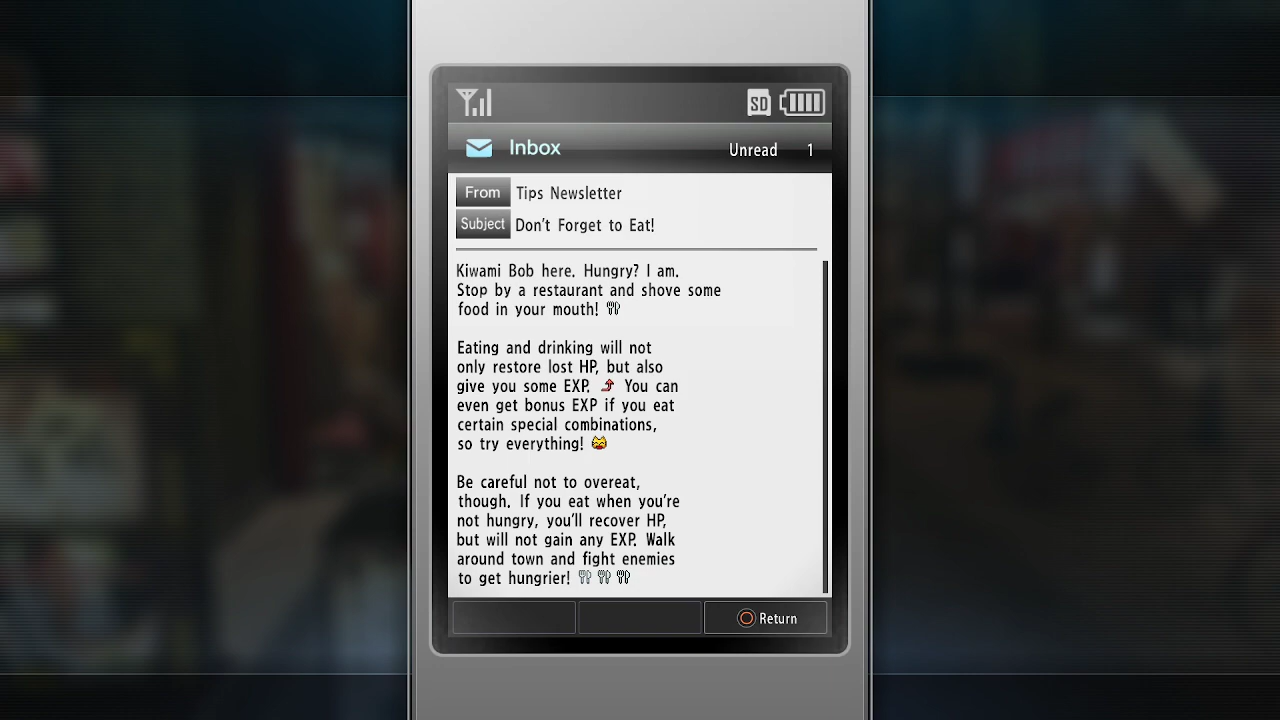 SD
Inbox
Unread 1
From Tips Newsletter
Subject Don't Forget to Eat!
Kiwami Bob here. Hungry? I am.
Stop by a restaurant and shove some
food in your mouth!
Eating and drinking will not
only restore lost HP, but also
give you some EXP. You can
even get bonus EXP if you eat
certain special combinations,
so try everything!
Be careful not to overeat,
though. If you eat when you're
not hungry, you'll recover HP,
but will not gain any EXP. Walk
around town and fight enemies
to get hungrier!
Return